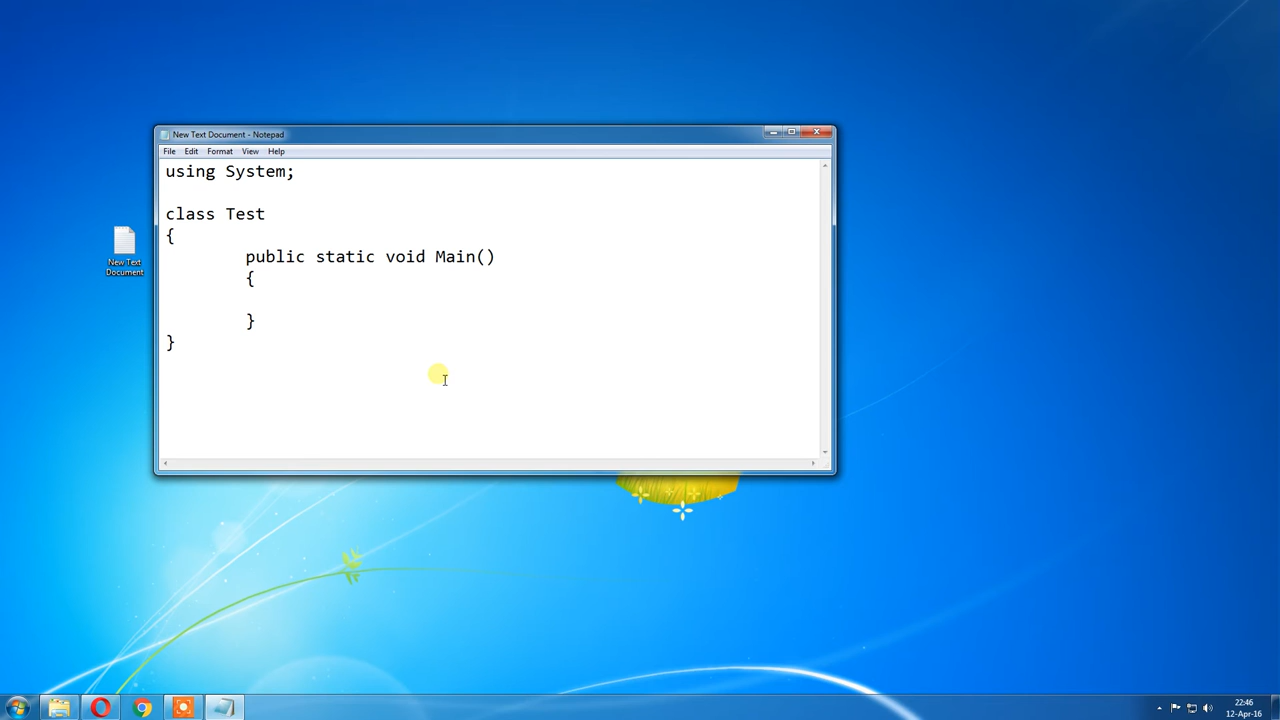 New Text Document - Notepad
File Edit Format View Help
using System;
class Test
{
public static void Main()
{
}
}
New Text
Document
22:46
12-Apr-16